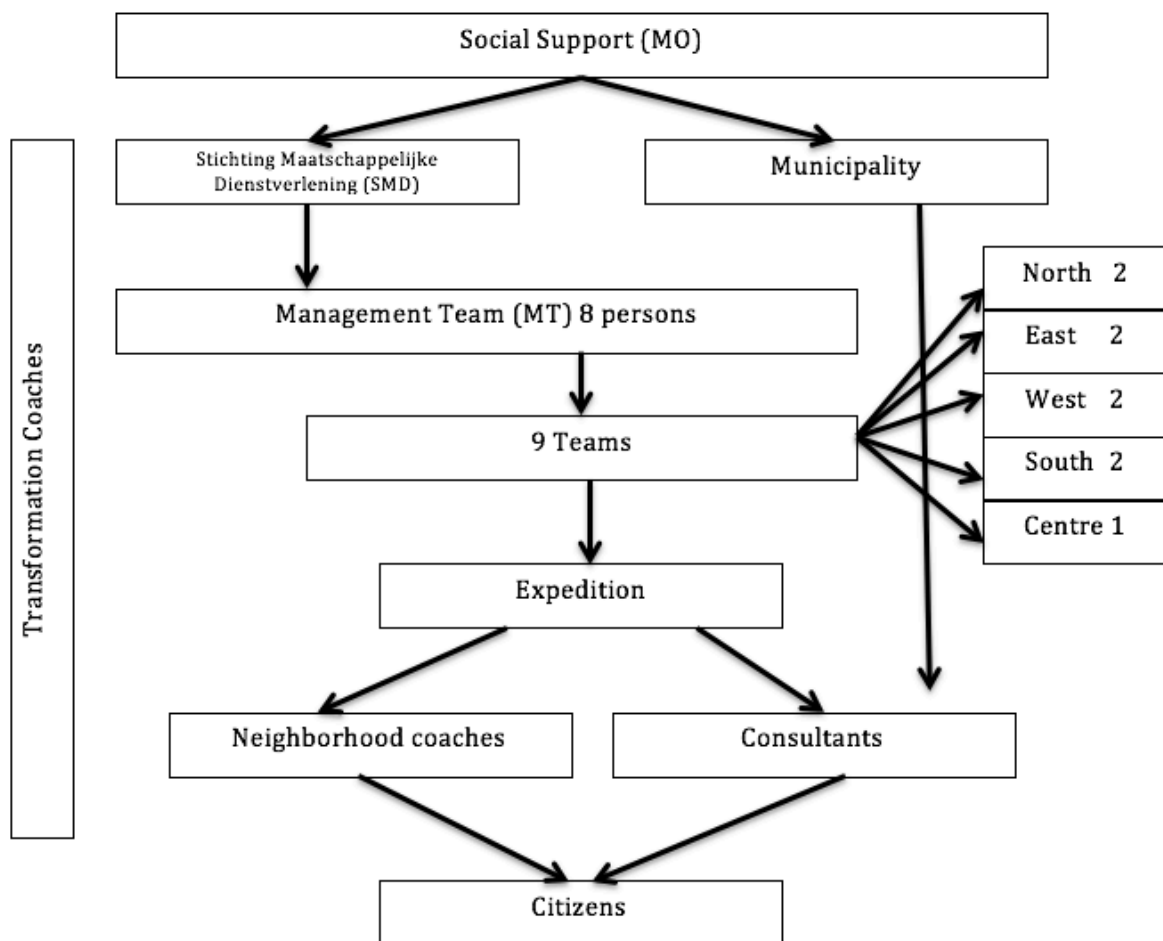 Social Support (MO)
Stichting Maatschappelijke
Dienstverlening (SMD)
Municipality
Management Team (MT) 8 persons
9 Teams
North 2
East 2
West 2
South 2
Centre 1
Transformation Coaches
Expedition
Neighborhood coaches
Consultants
Citizens